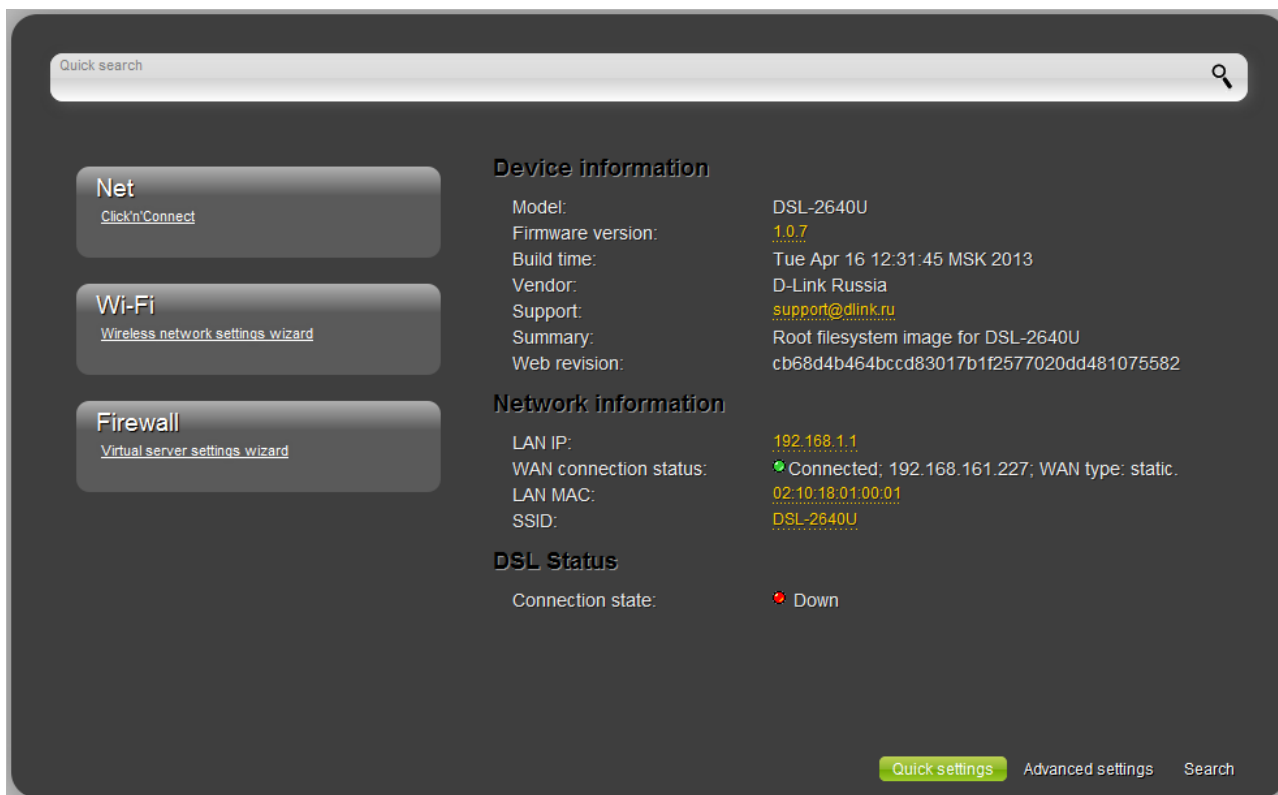 Quick search
Net
Click'n'Connect
Wi-Fi
Wireless network settings wizard
Firewall
Virtual server settings wizard
Device information
Model: DSL-2640U
Firmware version: 1.0.7
Build time: Tue Apr 16 12:31:45 MSK 2013
Vendor: D-Link Russia
Support: support@dlink.ru
Summary: Root filesystem image for DSL-2640U
Web revision: cb68d4b464bccd83017b1f2577020dd481075582
Network information
LAN IP: 192.168.1.1
WAN connection status: Connected; 192.168.161.227; WAN type: static.
LAN MAC: 02:10:18:01:00:01
SSID: DSL-2640U
DSL Status
Connection state: Down
Quick settings Advanced settings Search